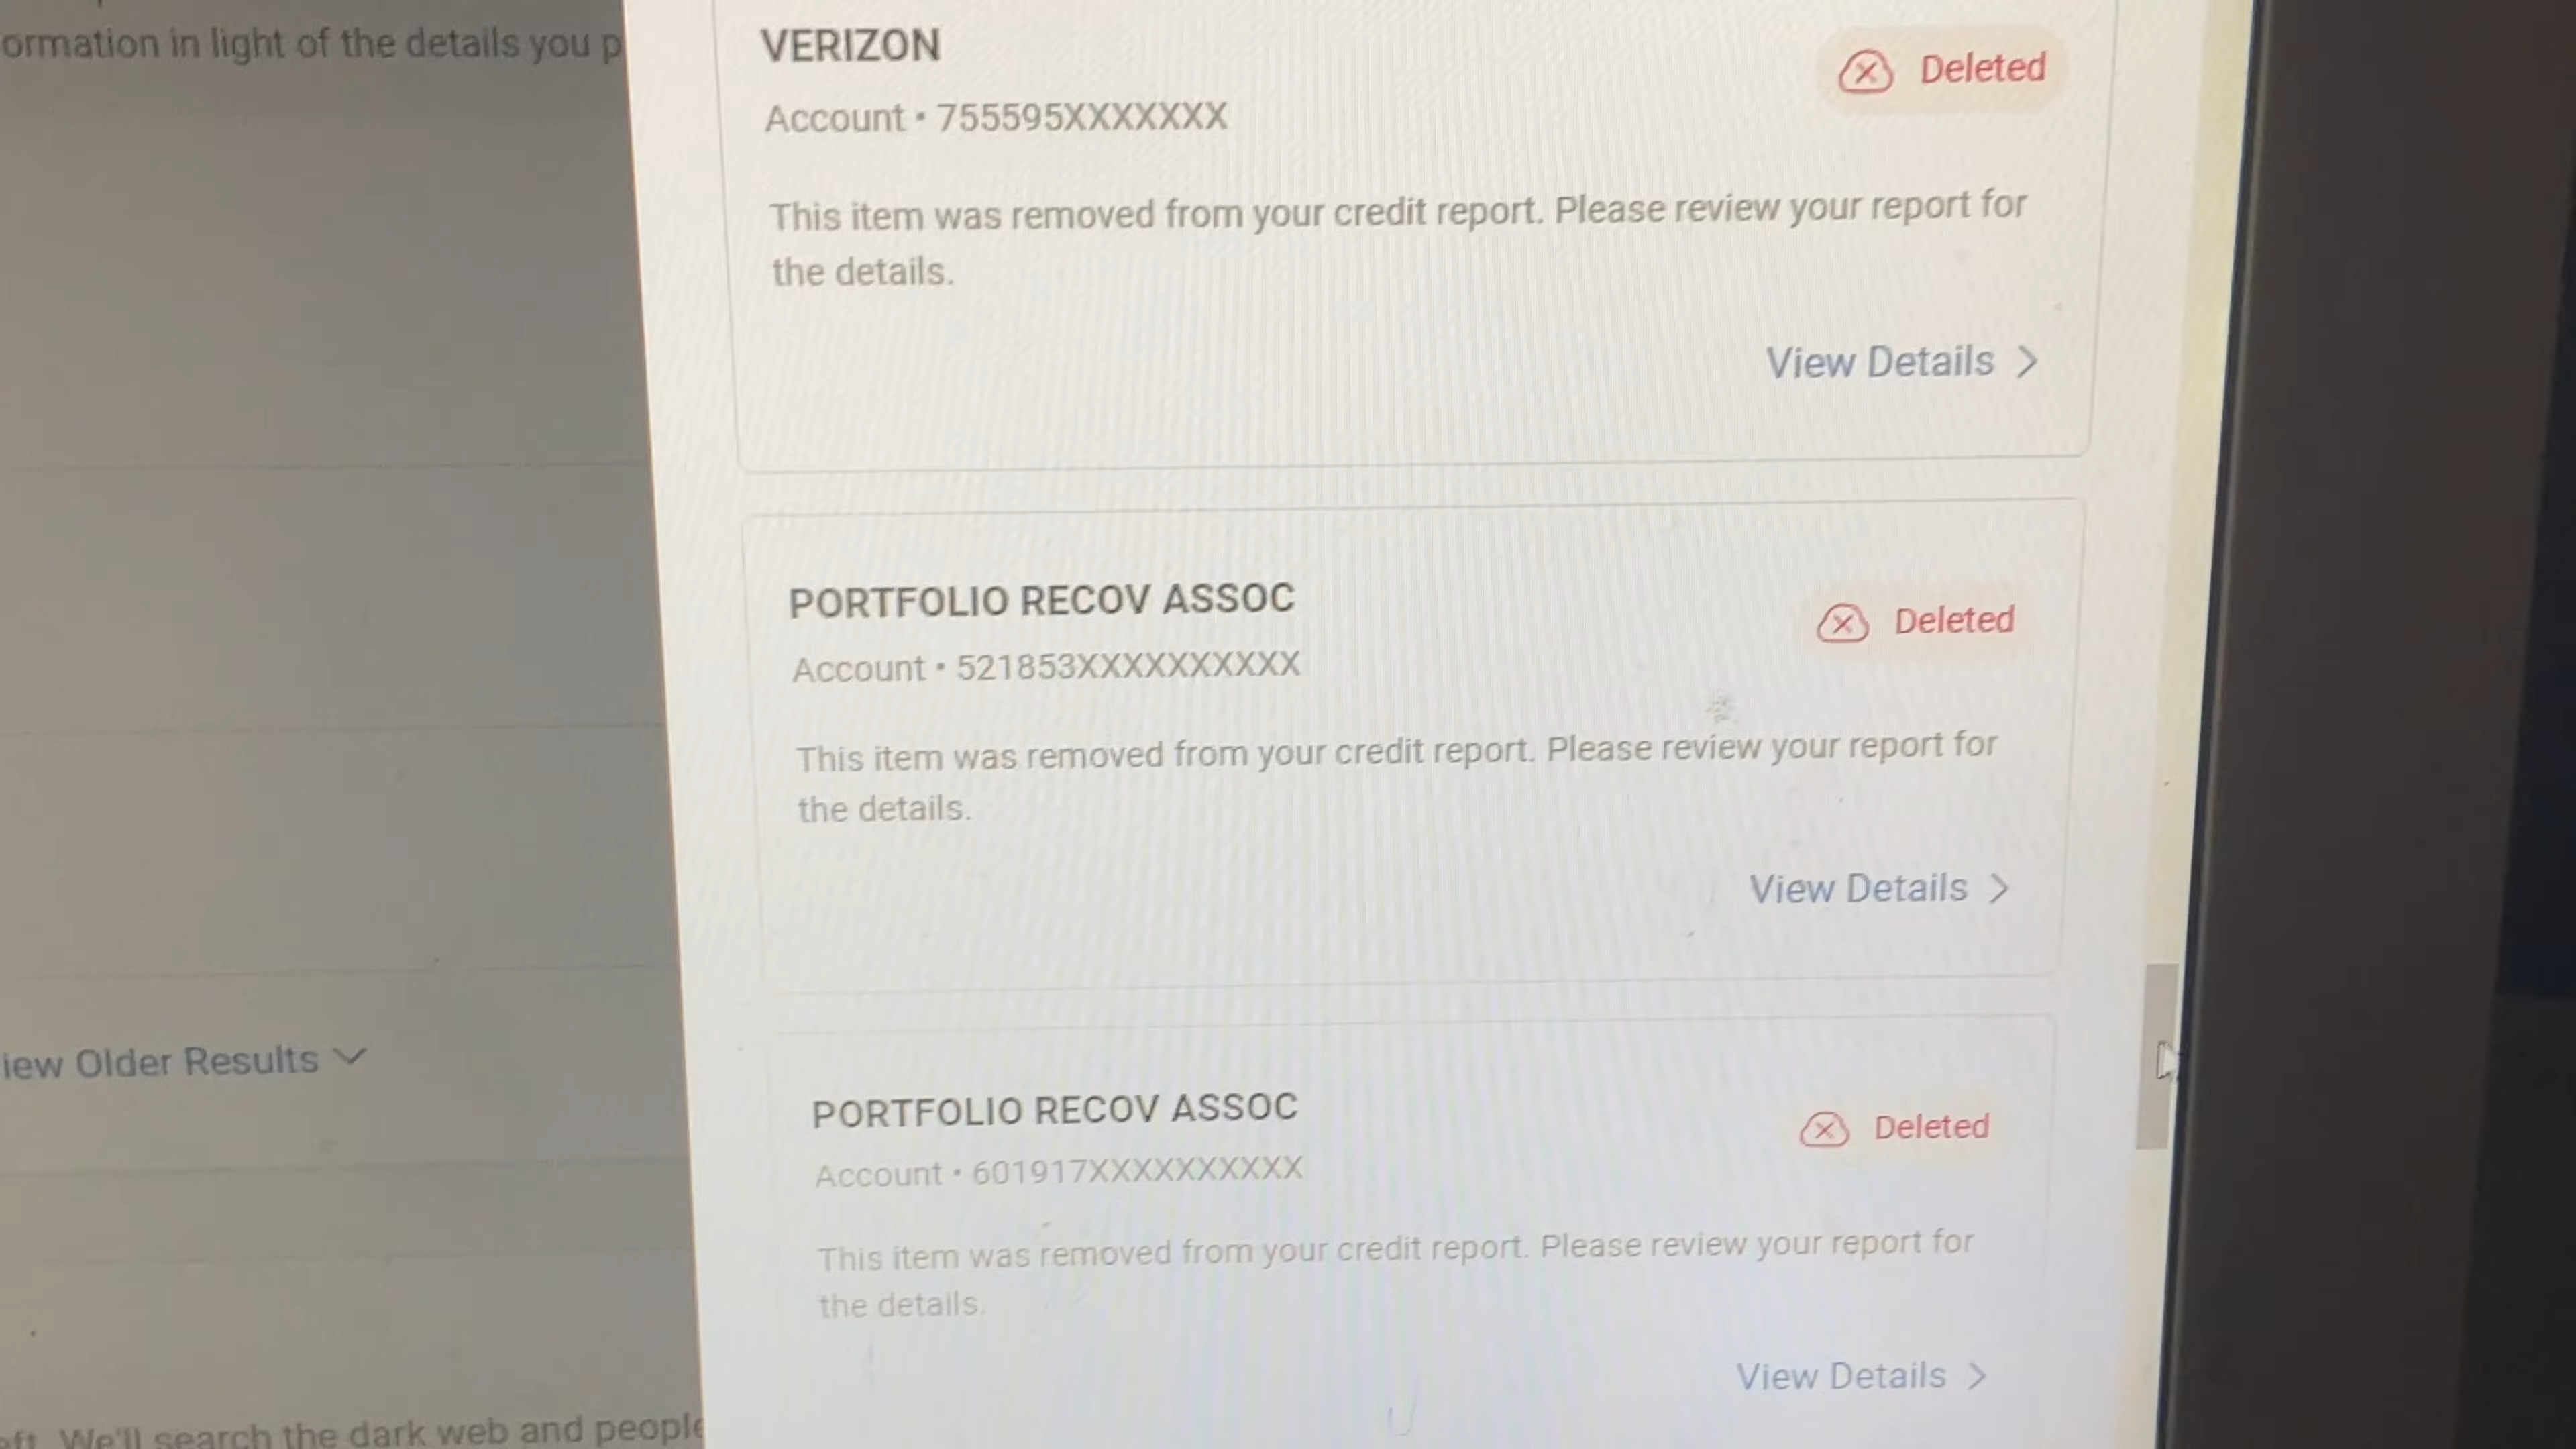 ormation in light of the details you p
VERIZON
Deleted
Account • 755595XXXXXXX
This item was removed from your credit report. Please review your report for
the details.
View Details
PORTFOLIO RECOV ASSOC
Deleted
Account • 521853XXXXXXXXXX
This item was removed from your credit report. Please review your report for
the details.
View Details
iew Older Results
PORTFOLIO RECOV ASSOC
Deleted
Account • 601917XXXXXXXXXX
This item was removed from your credit report. Please review your report for
the details.
View Details
eft. We'll search the dark web and people